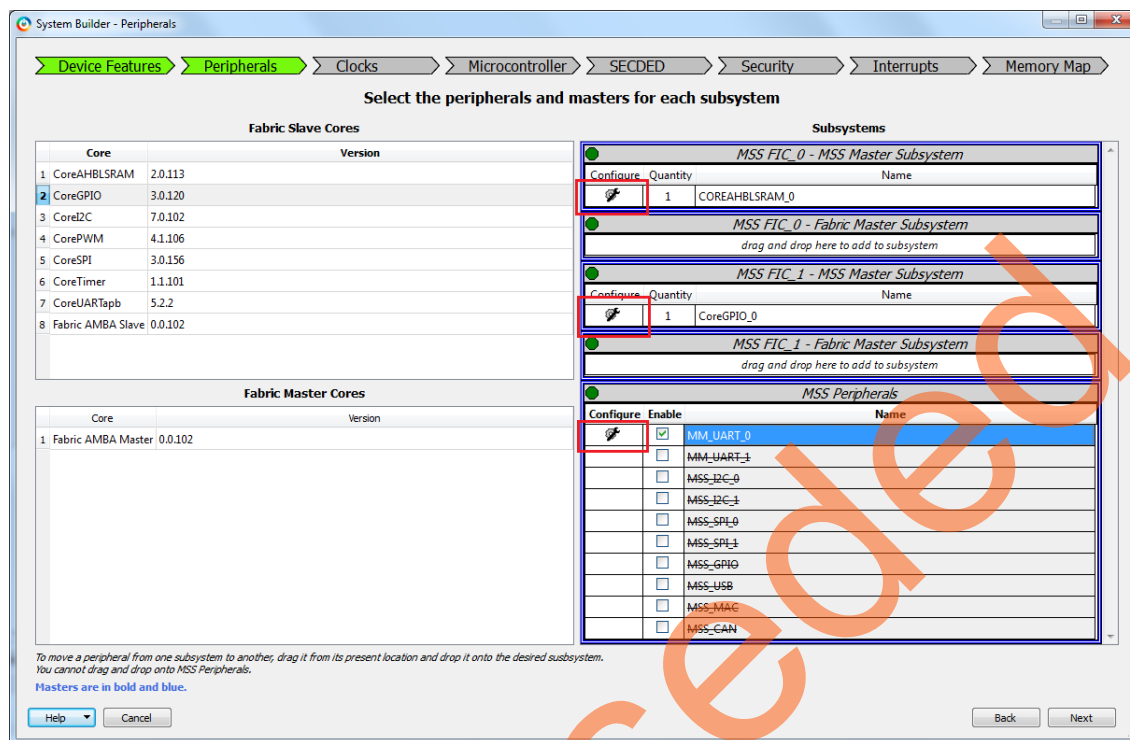 System Builder - Peripherals
Device Features Peripherals Clocks Microcontroller SECDED Security Interrupts Memory Map
Select the peripherals and masters for each subsystem
Fabric Slave Cores
Core Version
1 CoreAHBLSRAM 2.0.113
2 CoreGPIO 3.0.120
3 CoreI2C 7.0.102
4 CorePWM 4.1.106
5 CoreSPI 3.0.156
6 CoreTimer 1.1.101
7 CoreUARTapb 5.2.2
8 Fabric AMBA Slave 0.0.102
Fabric Master Cores
Core Version
1 Fabric AMBA Master 0.0.102
Subsystems
MSS FIC_0 - MSS Master Subsystem
Configure Quantity Name
1 COREAHBLSRAM_0
MSS FIC_0 - Fabric Master Subsystem
drag and drop here to add to subsystem
MSS FIC_1 - MSS Master Subsystem
Configure Quantity Name
1 CoreGPIO_0
MSS FIC_1 - Fabric Master Subsystem
drag and drop here to add to subsystem
MSS Peripherals
Configure Enable Name
MM_UART_0
MM_UART_1
MSS_I2C_0
MSS_I2C_1
MSS_SPI_0
MSS_SPI_1
MSS_GPIO
MSS_USB
MSS_MAC
MSS_CAN
To move a peripheral from one subsystem to another, drag it from its present location and drop it onto the desired susbsystem.
You cannot drag and drop onto MSS Peripherals.
Masters are in bold and blue.
Help Cancel Back Next
eded